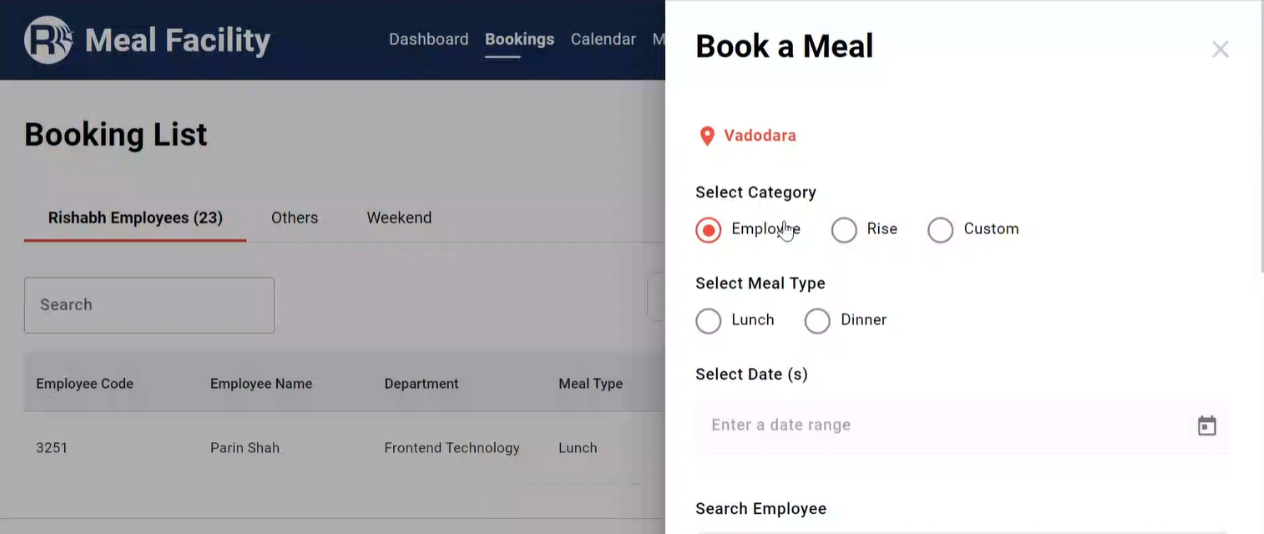 R Meal Facility
Dashboard Bookings Calendar M
Booking List
Rishabh Employees (23) Others Weekend
Search
Employee Code Employee Name Department Meal Type
3251 Parin Shah Frontend Technology Lunch
Book a Meal
Vadodara
Select Category
Employee Rise Custom
Select Meal Type
Lunch Dinner
Select Date (s)
Enter a date range
Search Employee